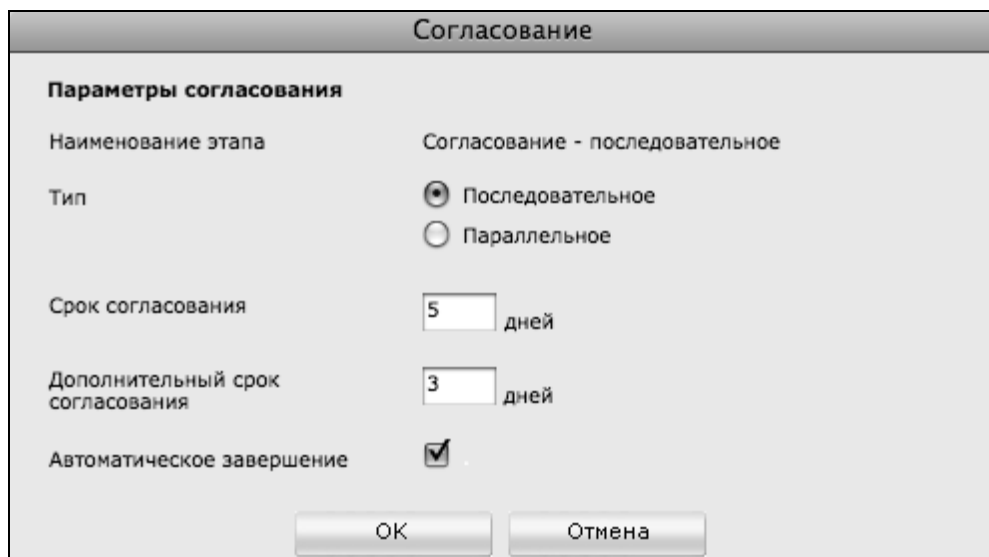 Согласование
Параметры согласования
Наименование этапа Согласование - последовательное
Тип Последовательное
Параллельное
Срок согласования 5 дней
Дополнительный срок
согласования 3 дней
Автоматическое завершение
OK Отмена